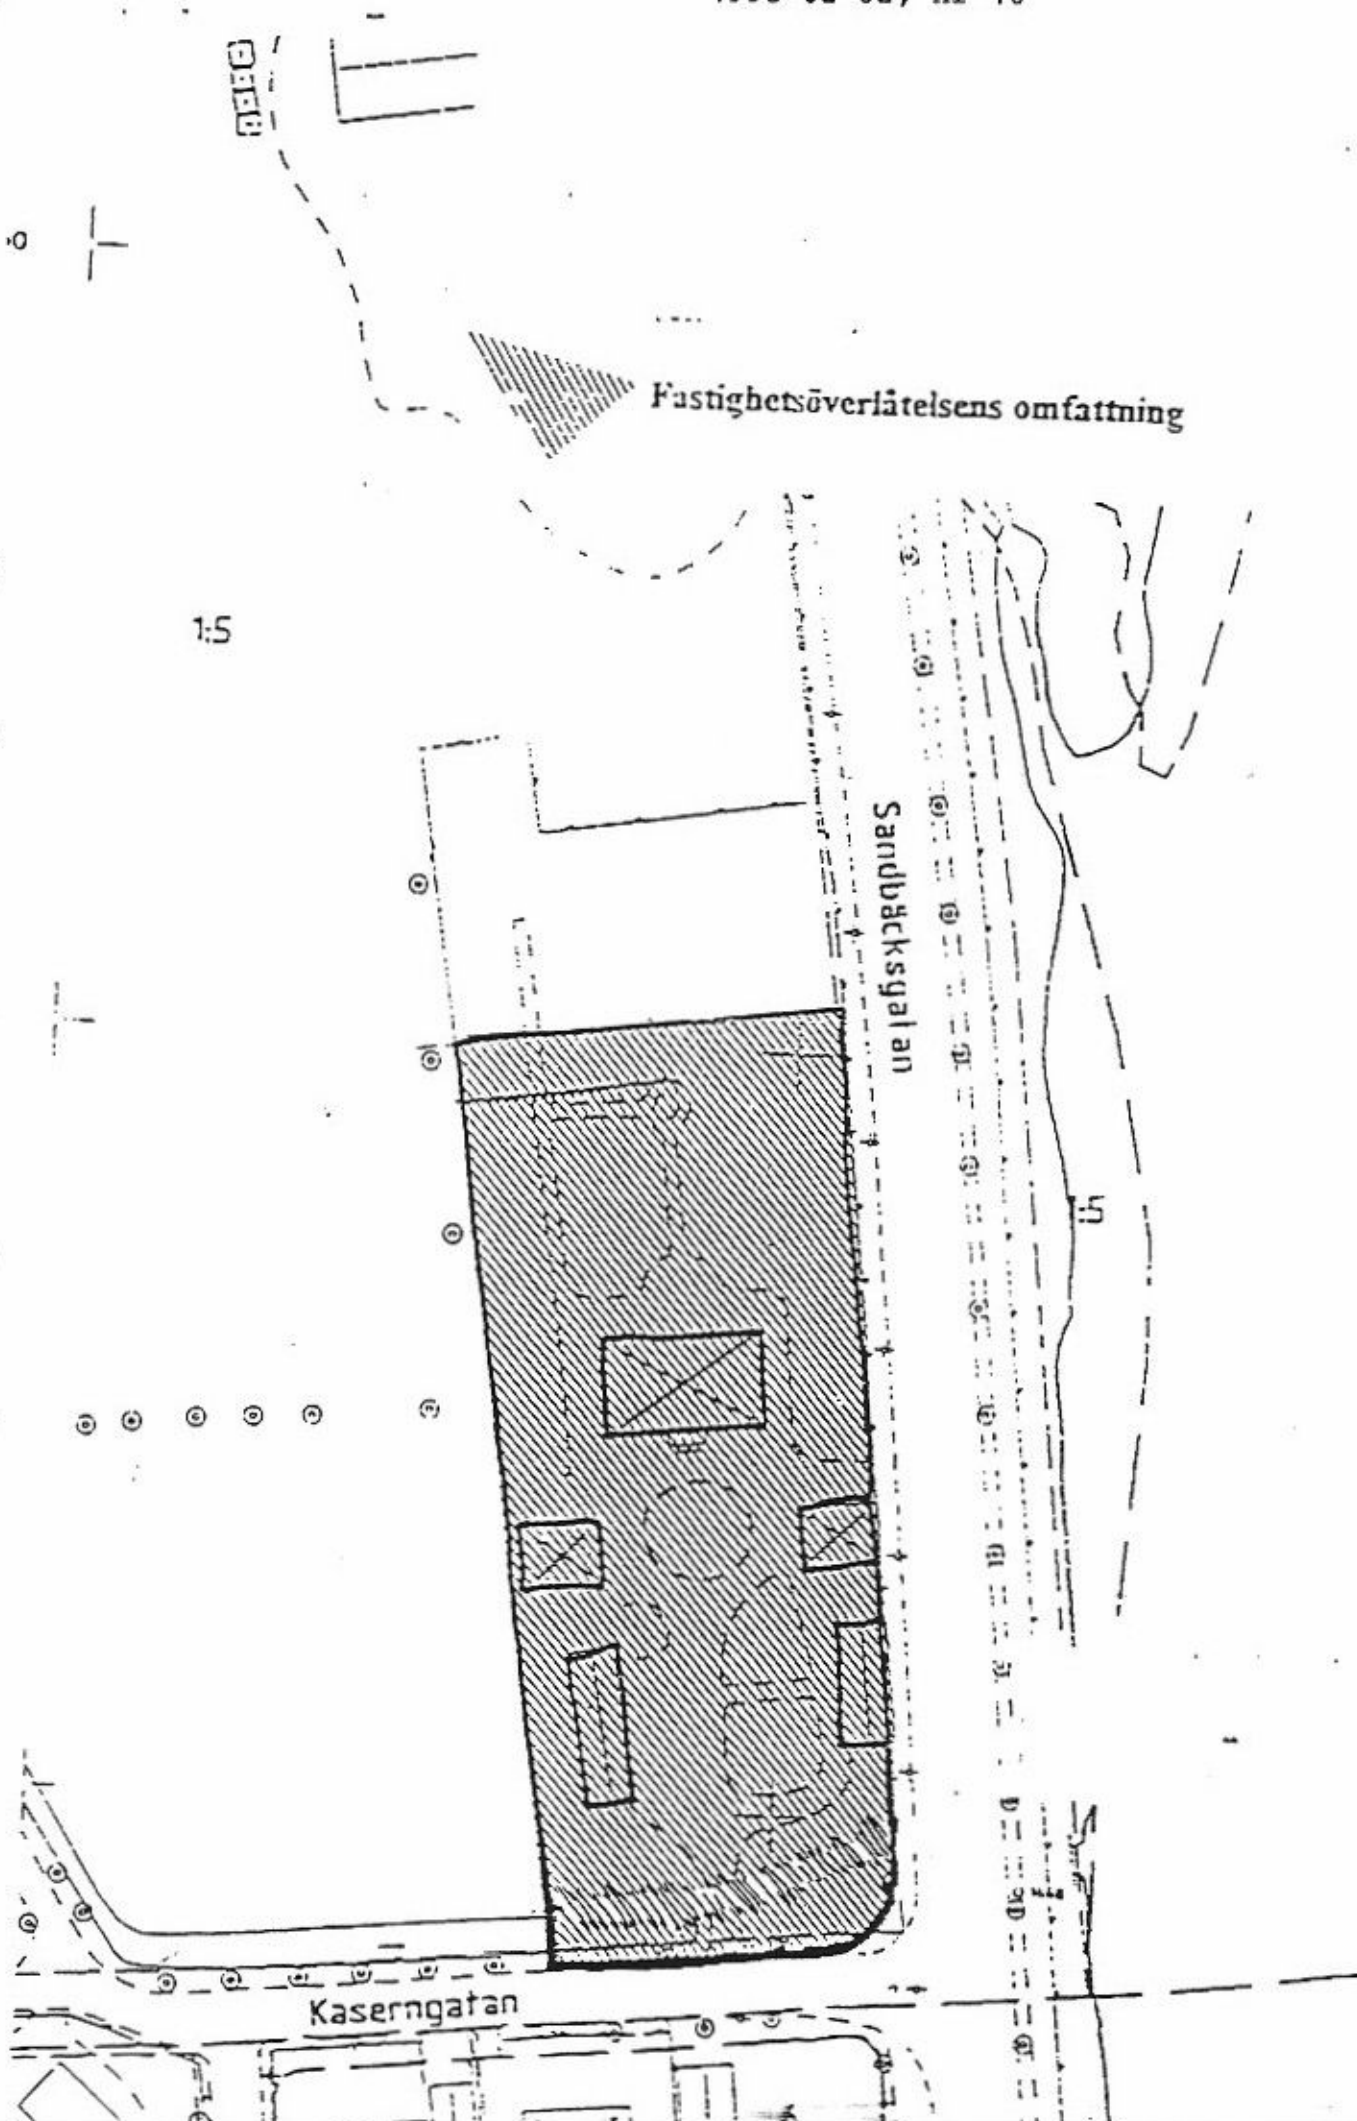 Fastighetsöverlåtelsens omfattning
1:5
Sandbäcksgatan
1:5
Kaserngatan